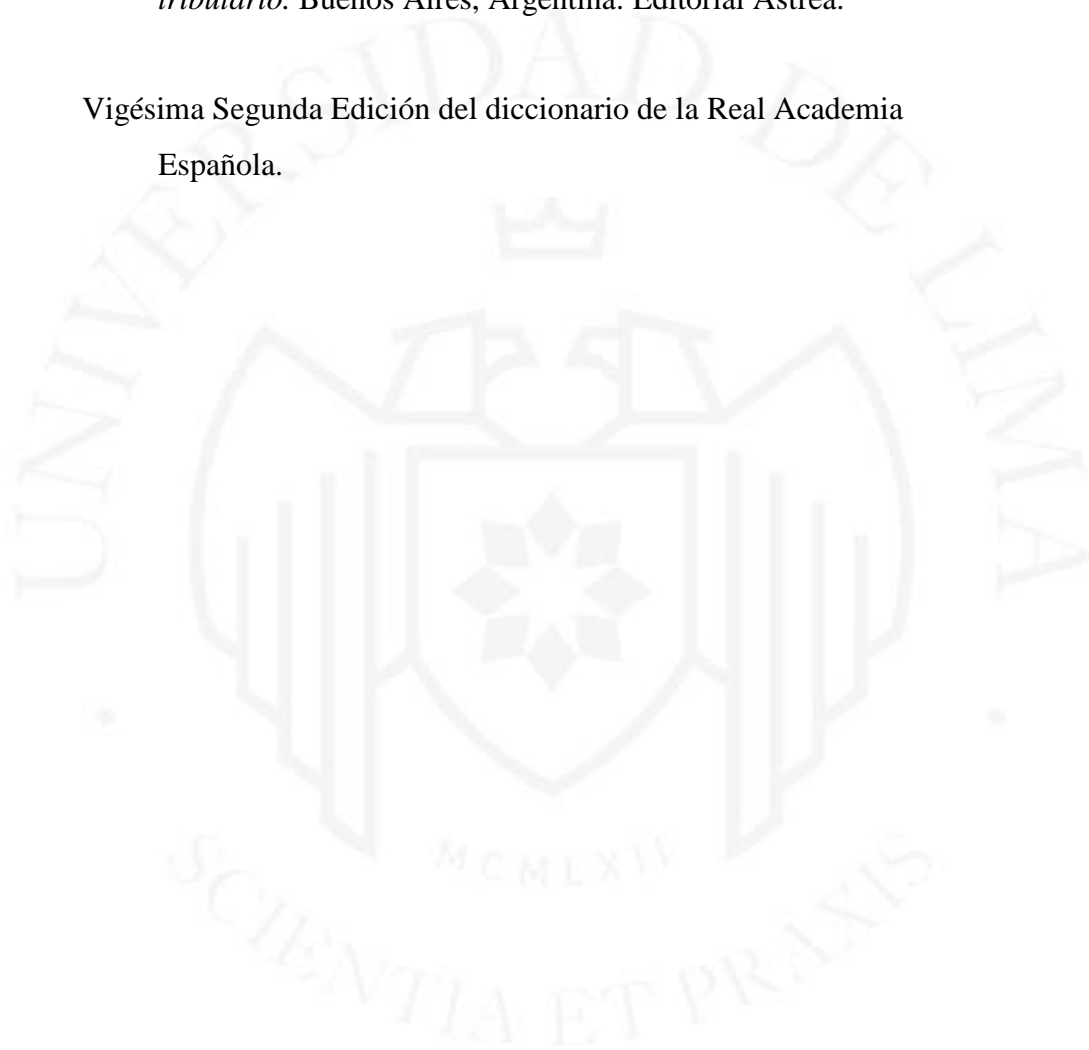 tributario. Buenos Aires, Argentina. Editorial Astrea.
Vigésima Segunda Edición del diccionario de la Real Academia
Española.
UNIVERSIDAD DE LIMA
MCMLXII
SCIENTIA ET PRAXIS